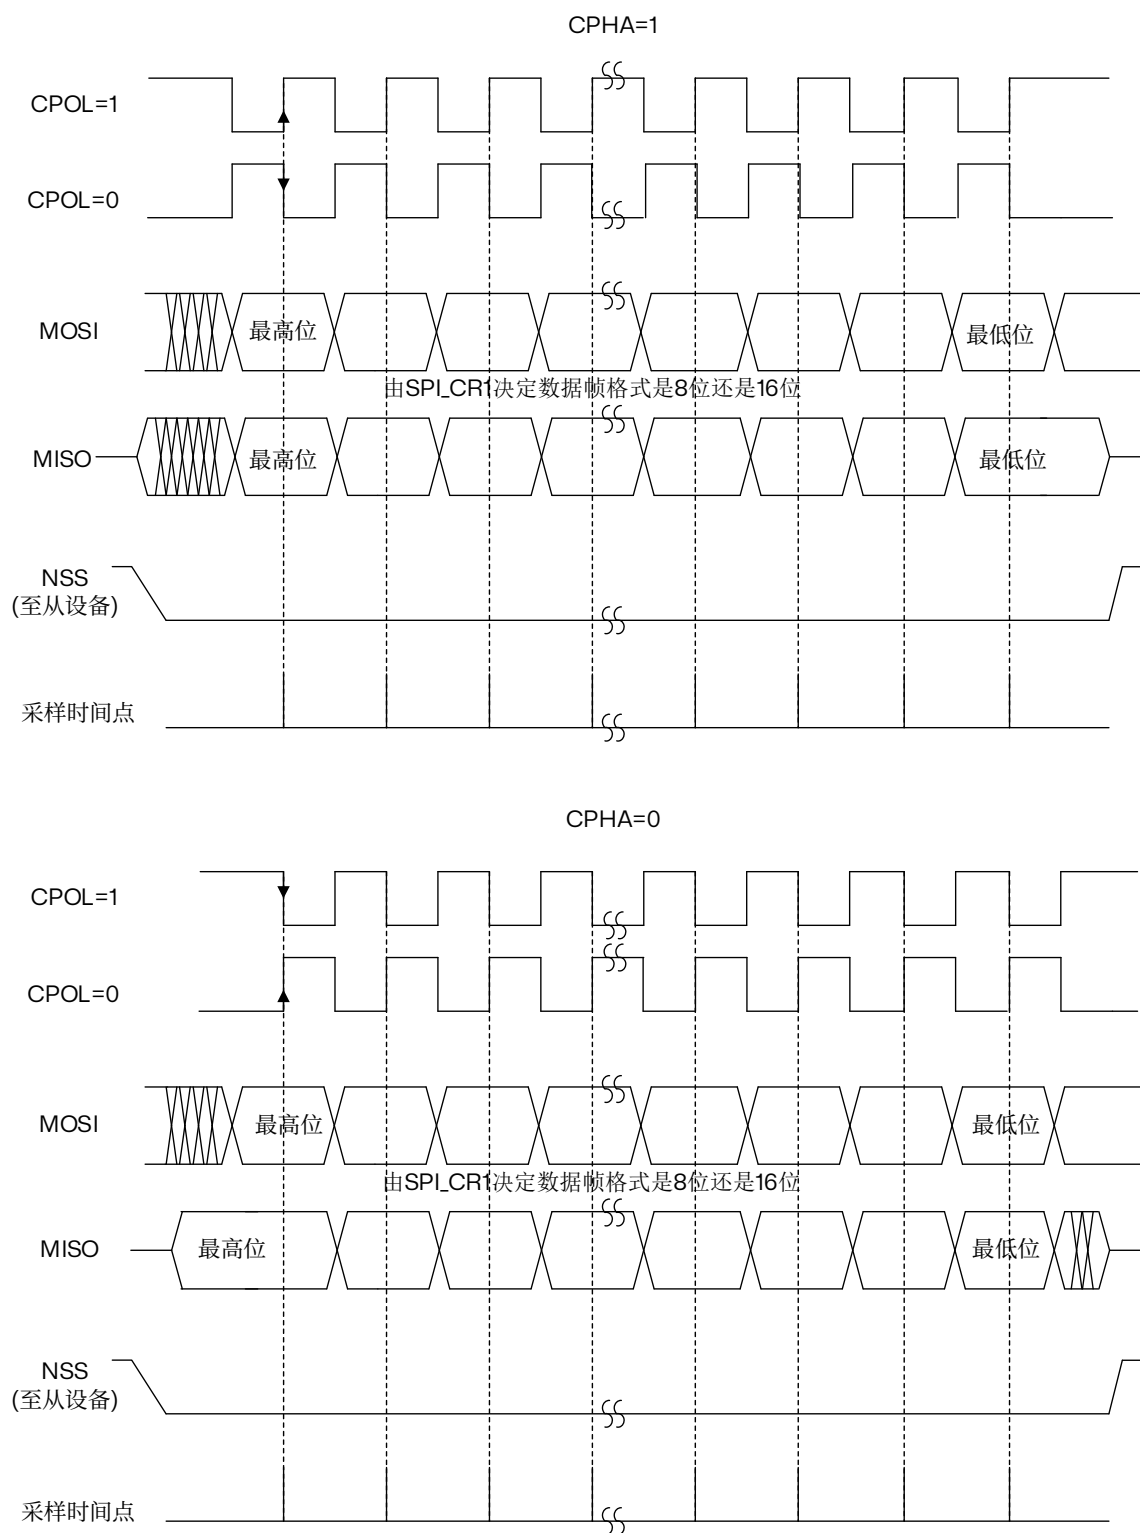 CPHA=1
CPOL=1
CPOL=0
MOSI
最高位
最低位
由SPI_CR1决定数据帧格式是8位还是16位
MISO
最高位
最低位
NSS
(至从设备)
采样时间点
CPHA=0
CPOL=1
CPOL=0
MOSI
最高位
最低位
由SPI_CR1决定数据帧格式是8位还是16位
MISO
最高位
最低位
NSS
(至从设备)
采样时间点